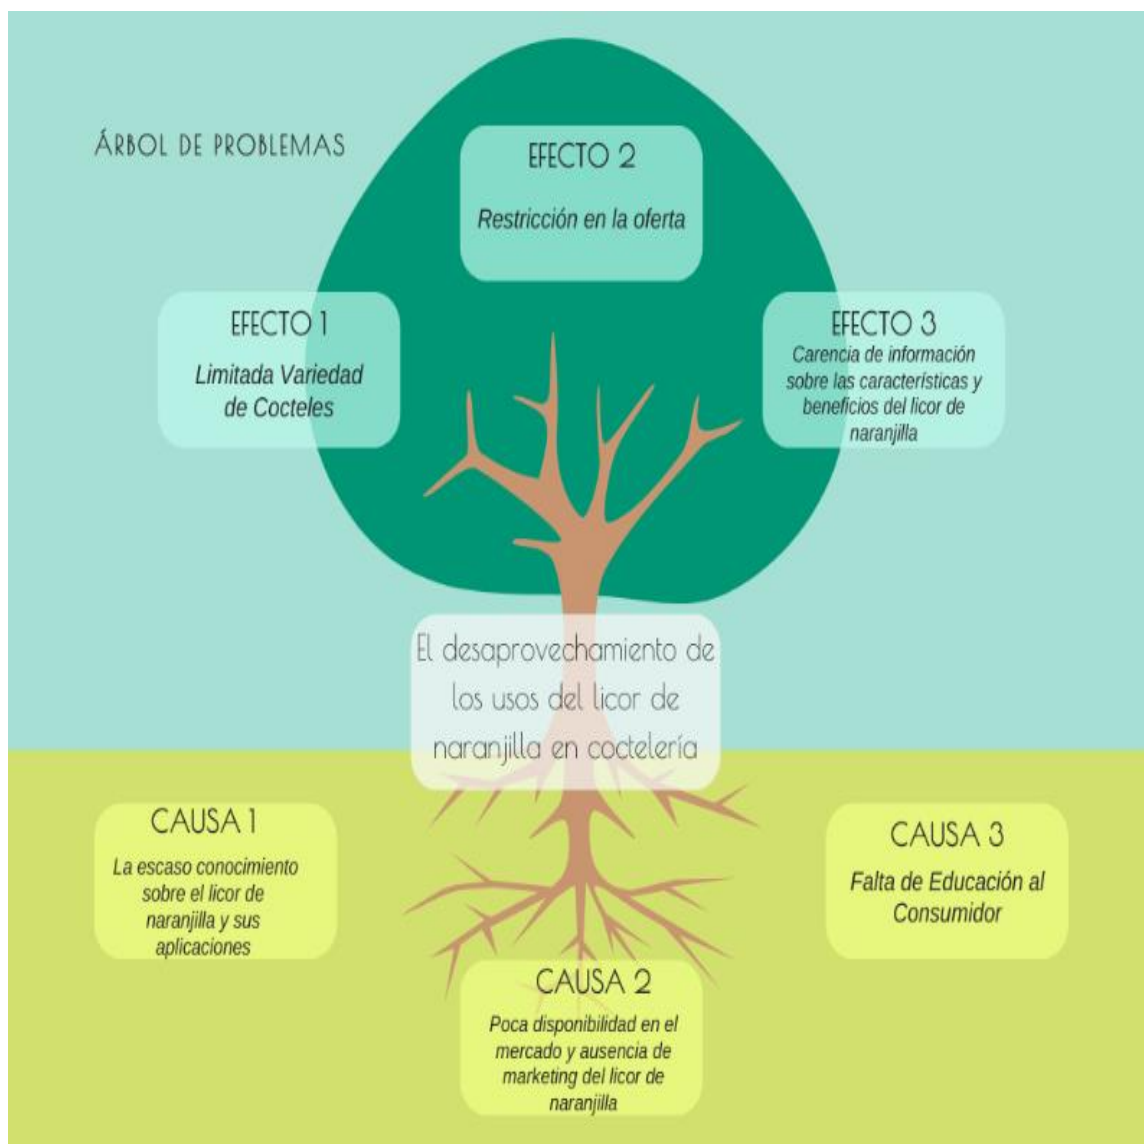 ÁRBOL DE PROBLEMAS
EFECTO 2
Restricción en la oferta
EFECTO 1
Limitada Variedad
de Cocteles
EFECTO 3
Carencia de información
sobre las características y
beneficios del licor de
naranjilla
El desaprovechamiento de
los usos del licor de
naranjilla en coctelería
CAUSA 1
La escaso conocimiento
sobre el licor de
naranjilla y sus
aplicaciones
CAUSA 3
Falta de Educación al
Consumidor
CAUSA 2
Poca disponibilidad en el
mercado y ausencia de
marketing del licor de
naranjilla